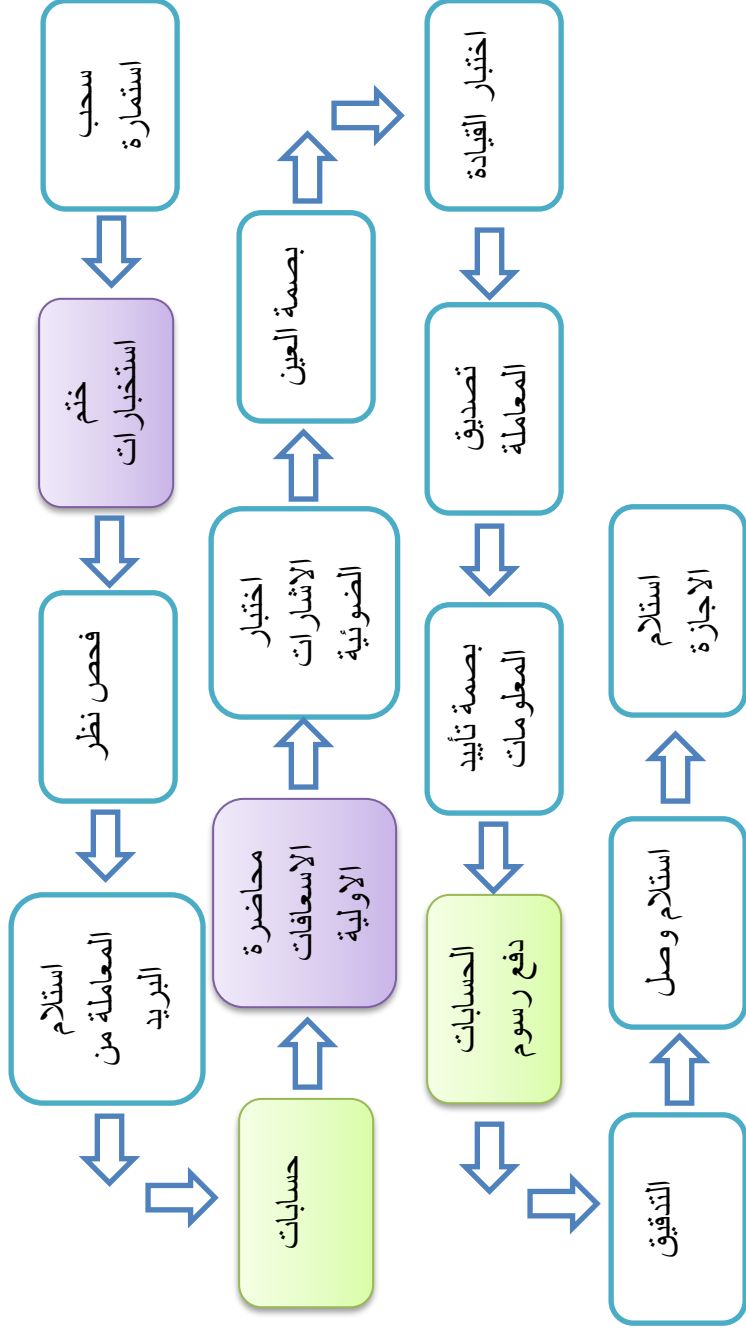 سحب
استمارة
ختم
استخبارات
فحص نظر
استلام
المعاملة من
البريد
حسابات
محاضرة
الاسعافات
الاولية
اختبار
الاشارات
الضوئية
بصمة العين
اختبار القيادة
تصديق
المعاملة
بصمة تأييد
المعلومات
الحسابات
دفع رسوم
التدقيق
استلام وصل
استلام
الاجازة